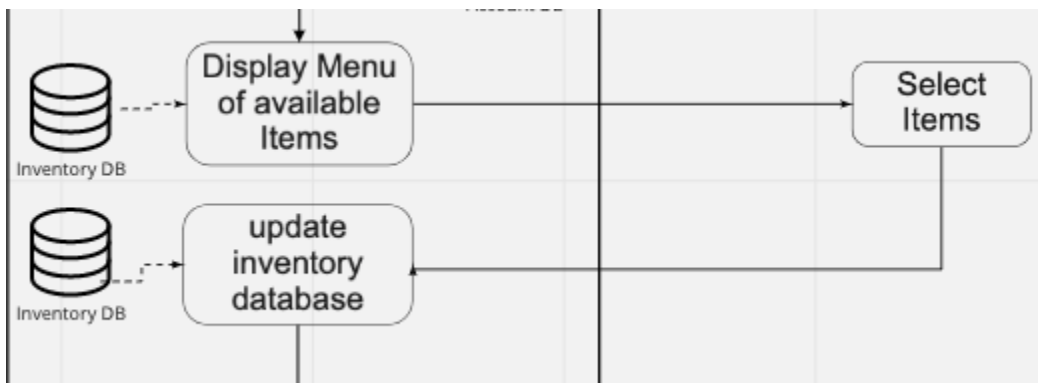 Display Menu
of available
Items
Select
Items
Inventory DB
update
inventory
database
Inventory DB